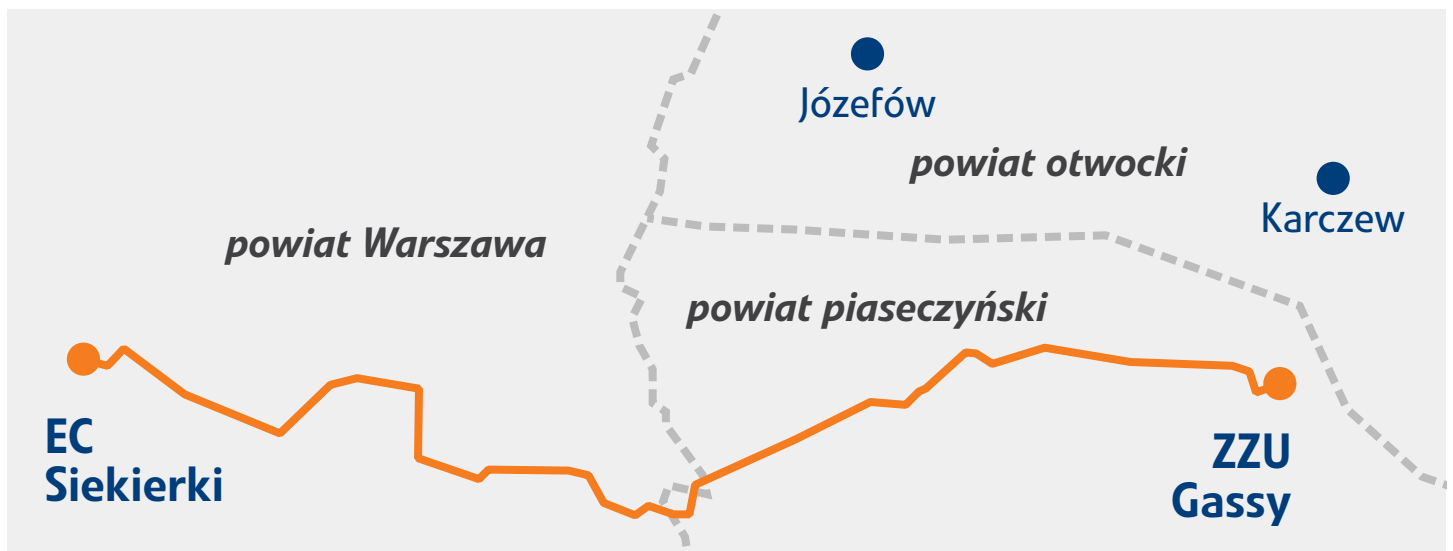 Józefów
powiat otwocki
Karczew
powiat Warszawa
powiat piaseczyński
EC
Siekierki
ZZU
Gassy